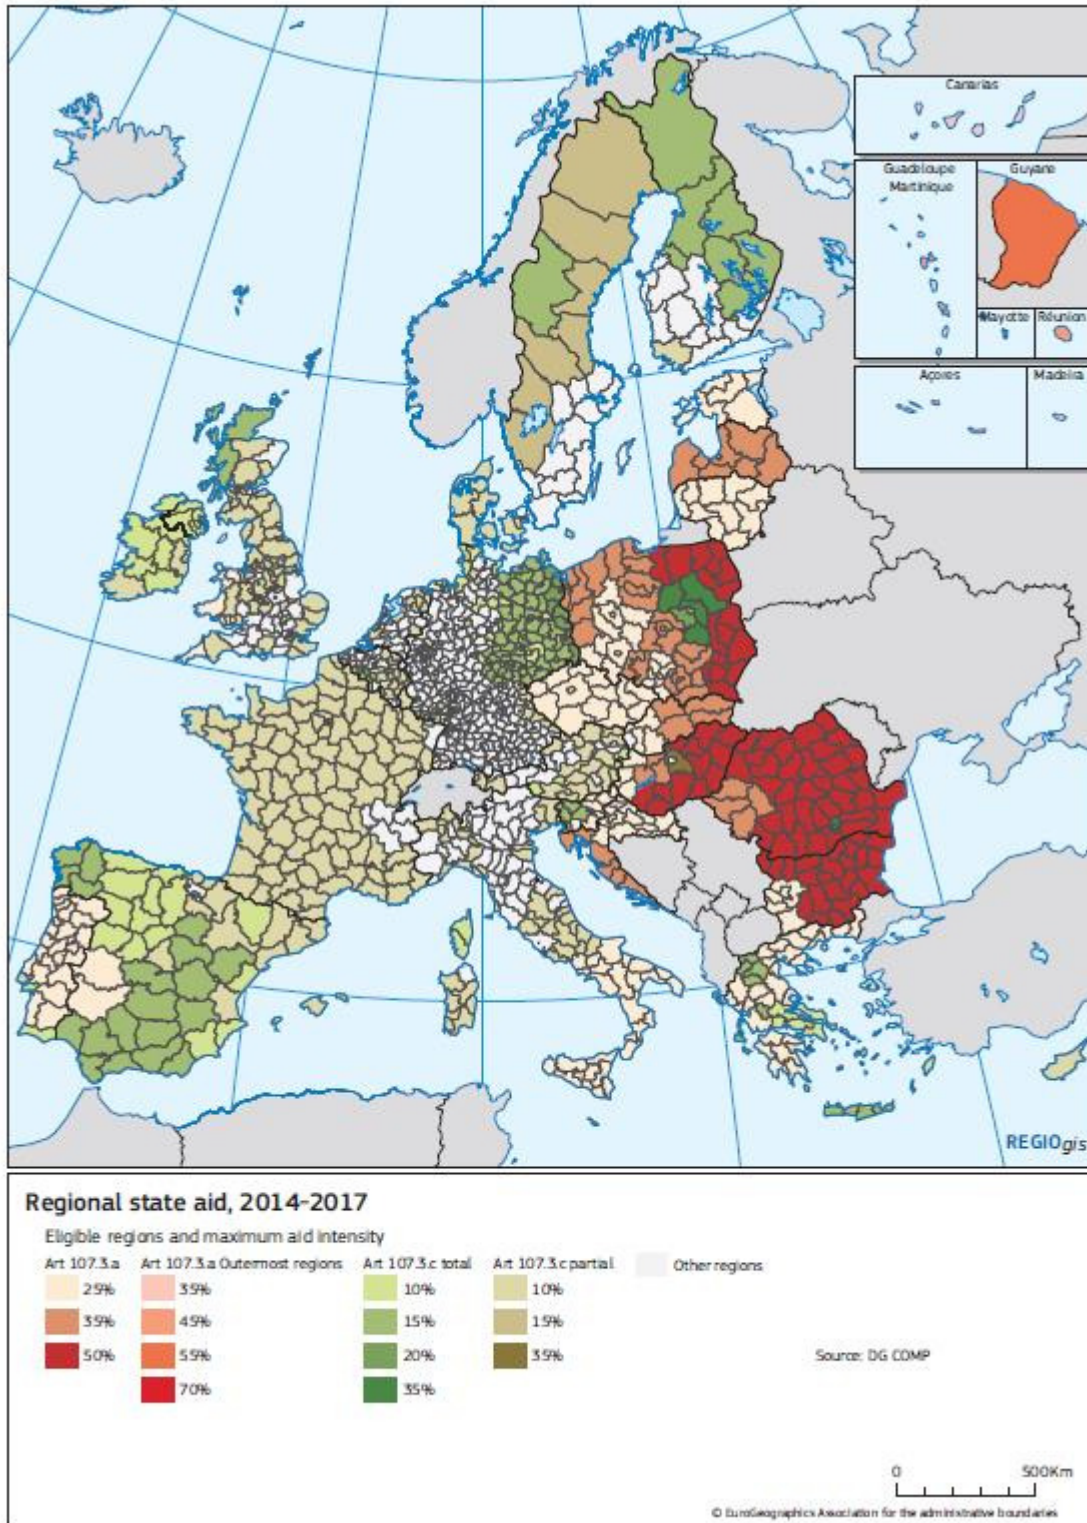 Canarias
Guadeloupe
Martinique
Guyane
Mayotte
Réunion
Açores
Madeira
REGIOgis
Regional state aid, 2014-2017
Eligible regions and maximum aid intensity
Art 107.3.a
25%
35%
50%
Art 107.3.a Outermost regions
35%
45%
55%
70%
Art 107.3.c total
10%
15%
20%
35%
Art 107.3.c partial
10%
15%
35%
Other regions
Source: DG COMP
0 500Km
© EuroGeographics Association for the administrative boundaries